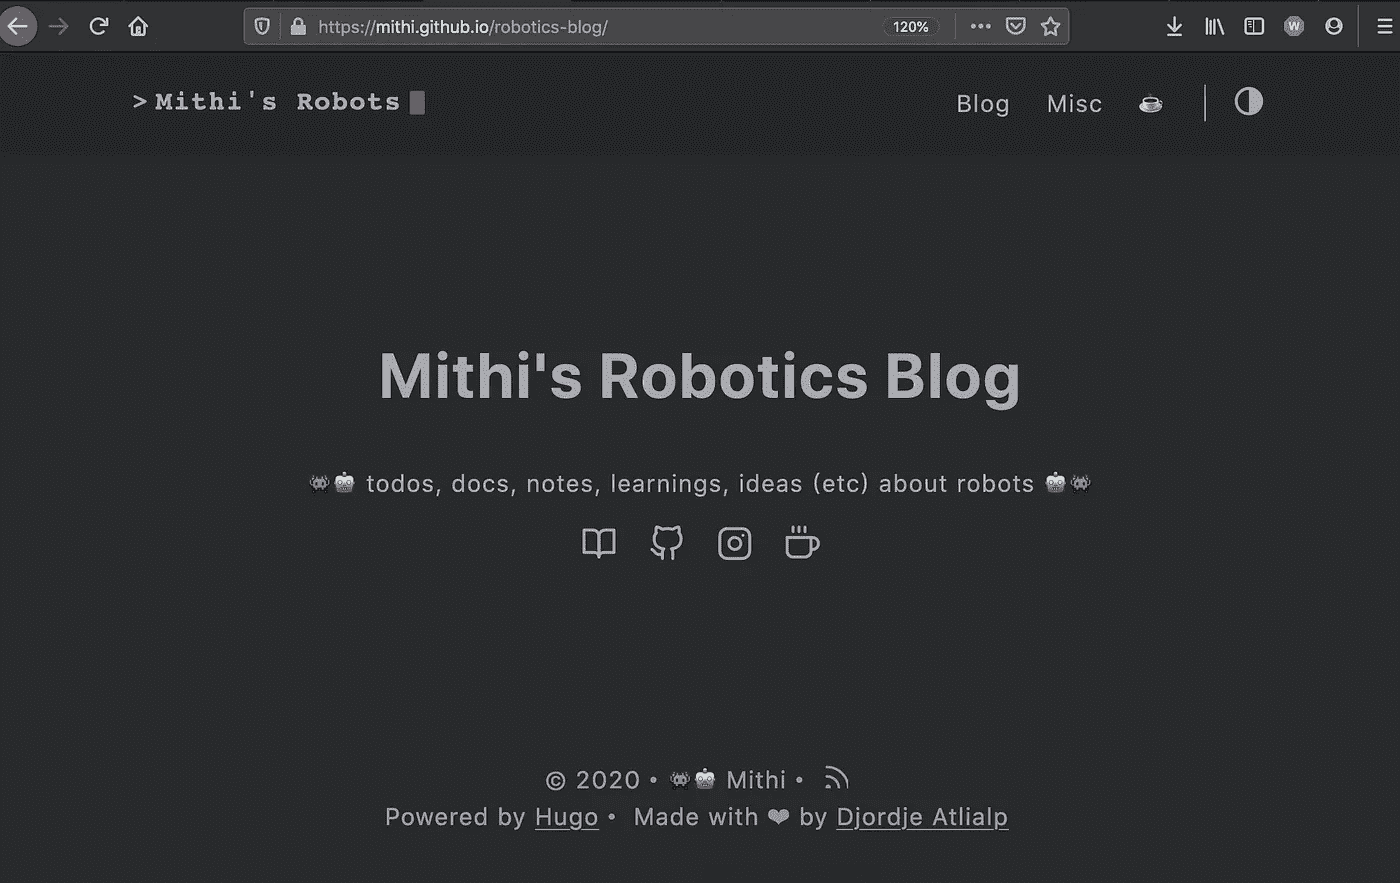 https://mithi.github.io/robotics-blog/ 120% W
>Mithi's Robots Blog Misc
Mithi's Robotics Blog
todos, docs, notes, learnings, ideas (etc) about robots
© 2020 • Mithi •
Powered by Hugo • Made with ❤ by Djordje Atlialp